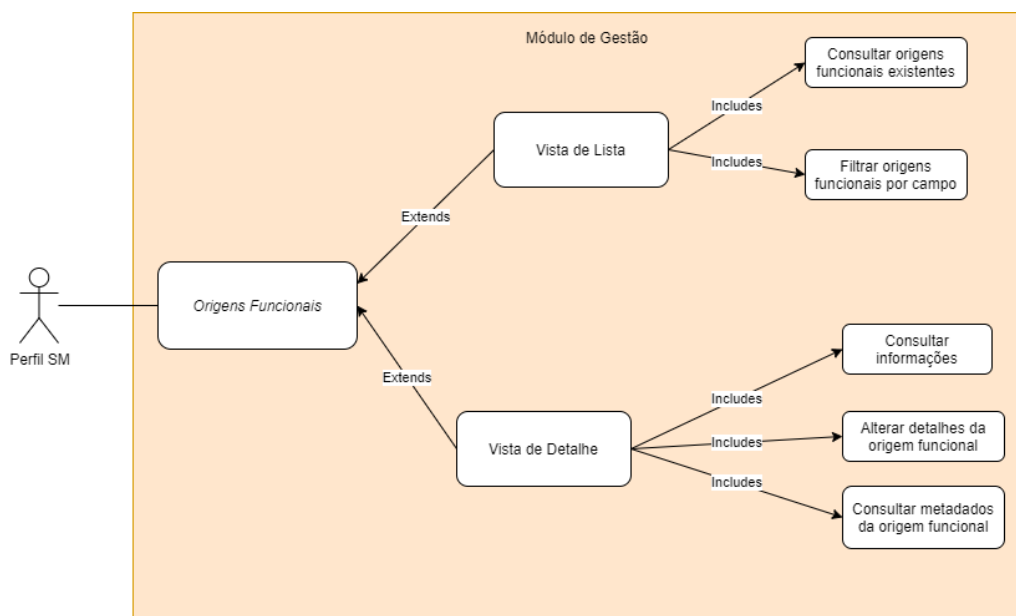 Módulo de Gestão
Consultar origens
funcionais existentes
Includes
Vista de Lista
Includes
Filtrar origens
funcionais por campo
Extends
Origens Funcionais
Perfil SM
Extends
Consultar
informações
Includes
Vista de Detalhe
Includes
Alterar detalhes da
origem funcional
Includes
Consultar metadados
da origem funcional